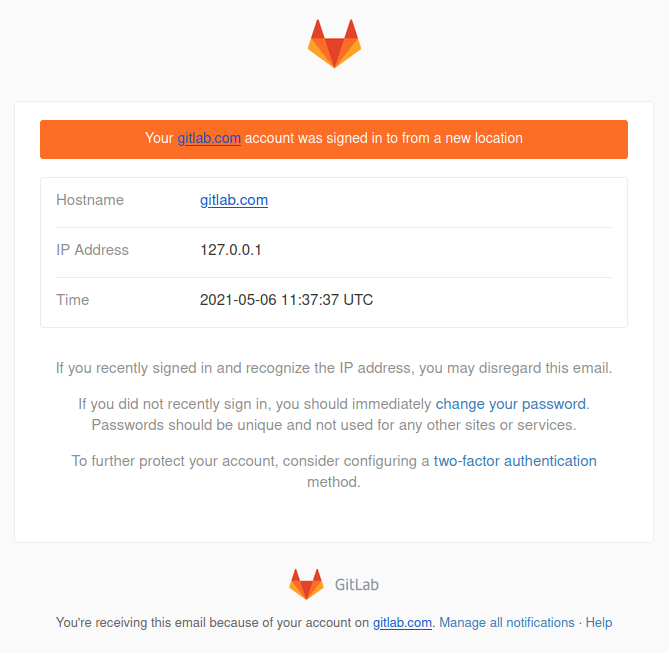 Your gitlab.com account was signed in to from a new location
Hostname gitlab.com
IP Address 127.0.0.1
Time 2021-05-06 11:37:37 UTC
If you recently signed in and recognize the IP address, you may disregard this email.
If you did not recently sign in, you should immediately change your password.
Passwords should be unique and not used for any other sites or services.
To further protect your account, consider configuring a two-factor authentication
method.
GitLab
You're receiving this email because of your account on gitlab.com. Manage all notifications · Help